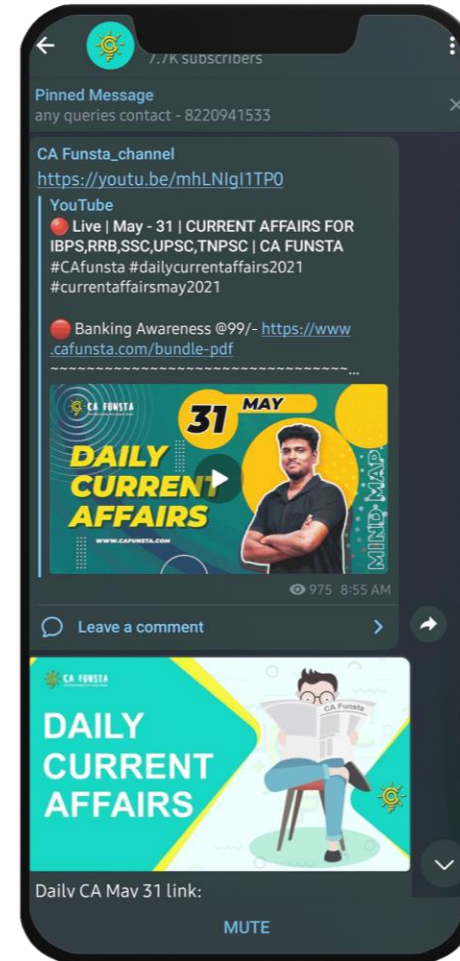 7.7K subscribers
Pinned Message
any queries contact - 8220941533
CA Funsta_channel
https://youtu.be/mhLNIgI1TP0
YouTube
🔴 Live | May - 31 | CURRENT AFFAIRS FOR
IBPS,RRB,SSC,UPSC,TNPSC | CA FUNSTA
#CAfunsta #dailycurrentaffairs2021
#currentaffairsmay2021
🔴 Banking Awareness @99/- https://www
.cafunsta.com/bundle-pdf
~~~~~~~~~~~~~~~~~~~~~~~~~~~~~~~~~...
CA FUNSTA
31 MAY
DAILY
CURRENT
AFFAIRS
WWW.CAFUNSTA.COM
MIND MAP
975 8:55 AM
Leave a comment
CA FUNSTA
CA Funsta
DAILY
CURRENT
AFFAIRS
Daily CA May 31 link:
MUTE